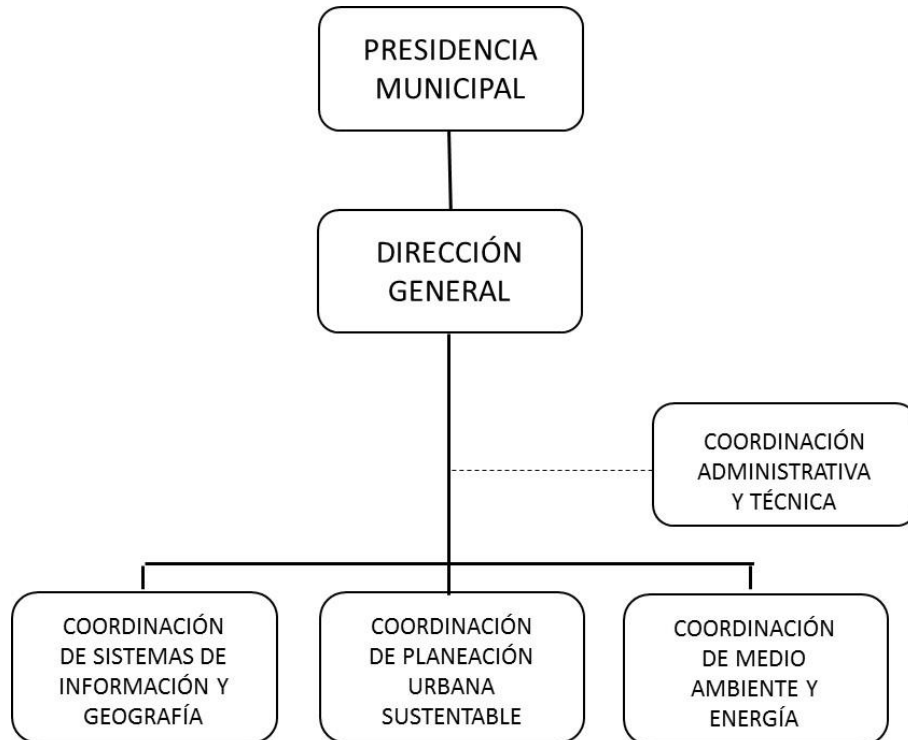 PRESIDENCIA
MUNICIPAL
DIRECCIÓN
GENERAL
COORDINACIÓN
ADMINISTRATIVA
Y TÉCNICA
COORDINACIÓN
DE SISTEMAS DE
INFORMACIÓN Y
GEOGRAFÍA
COORDINACIÓN
DE PLANEACIÓN
URBANA
SUSTENTABLE
COORDINACIÓN
DE MEDIO
AMBIENTE Y
ENERGÍA